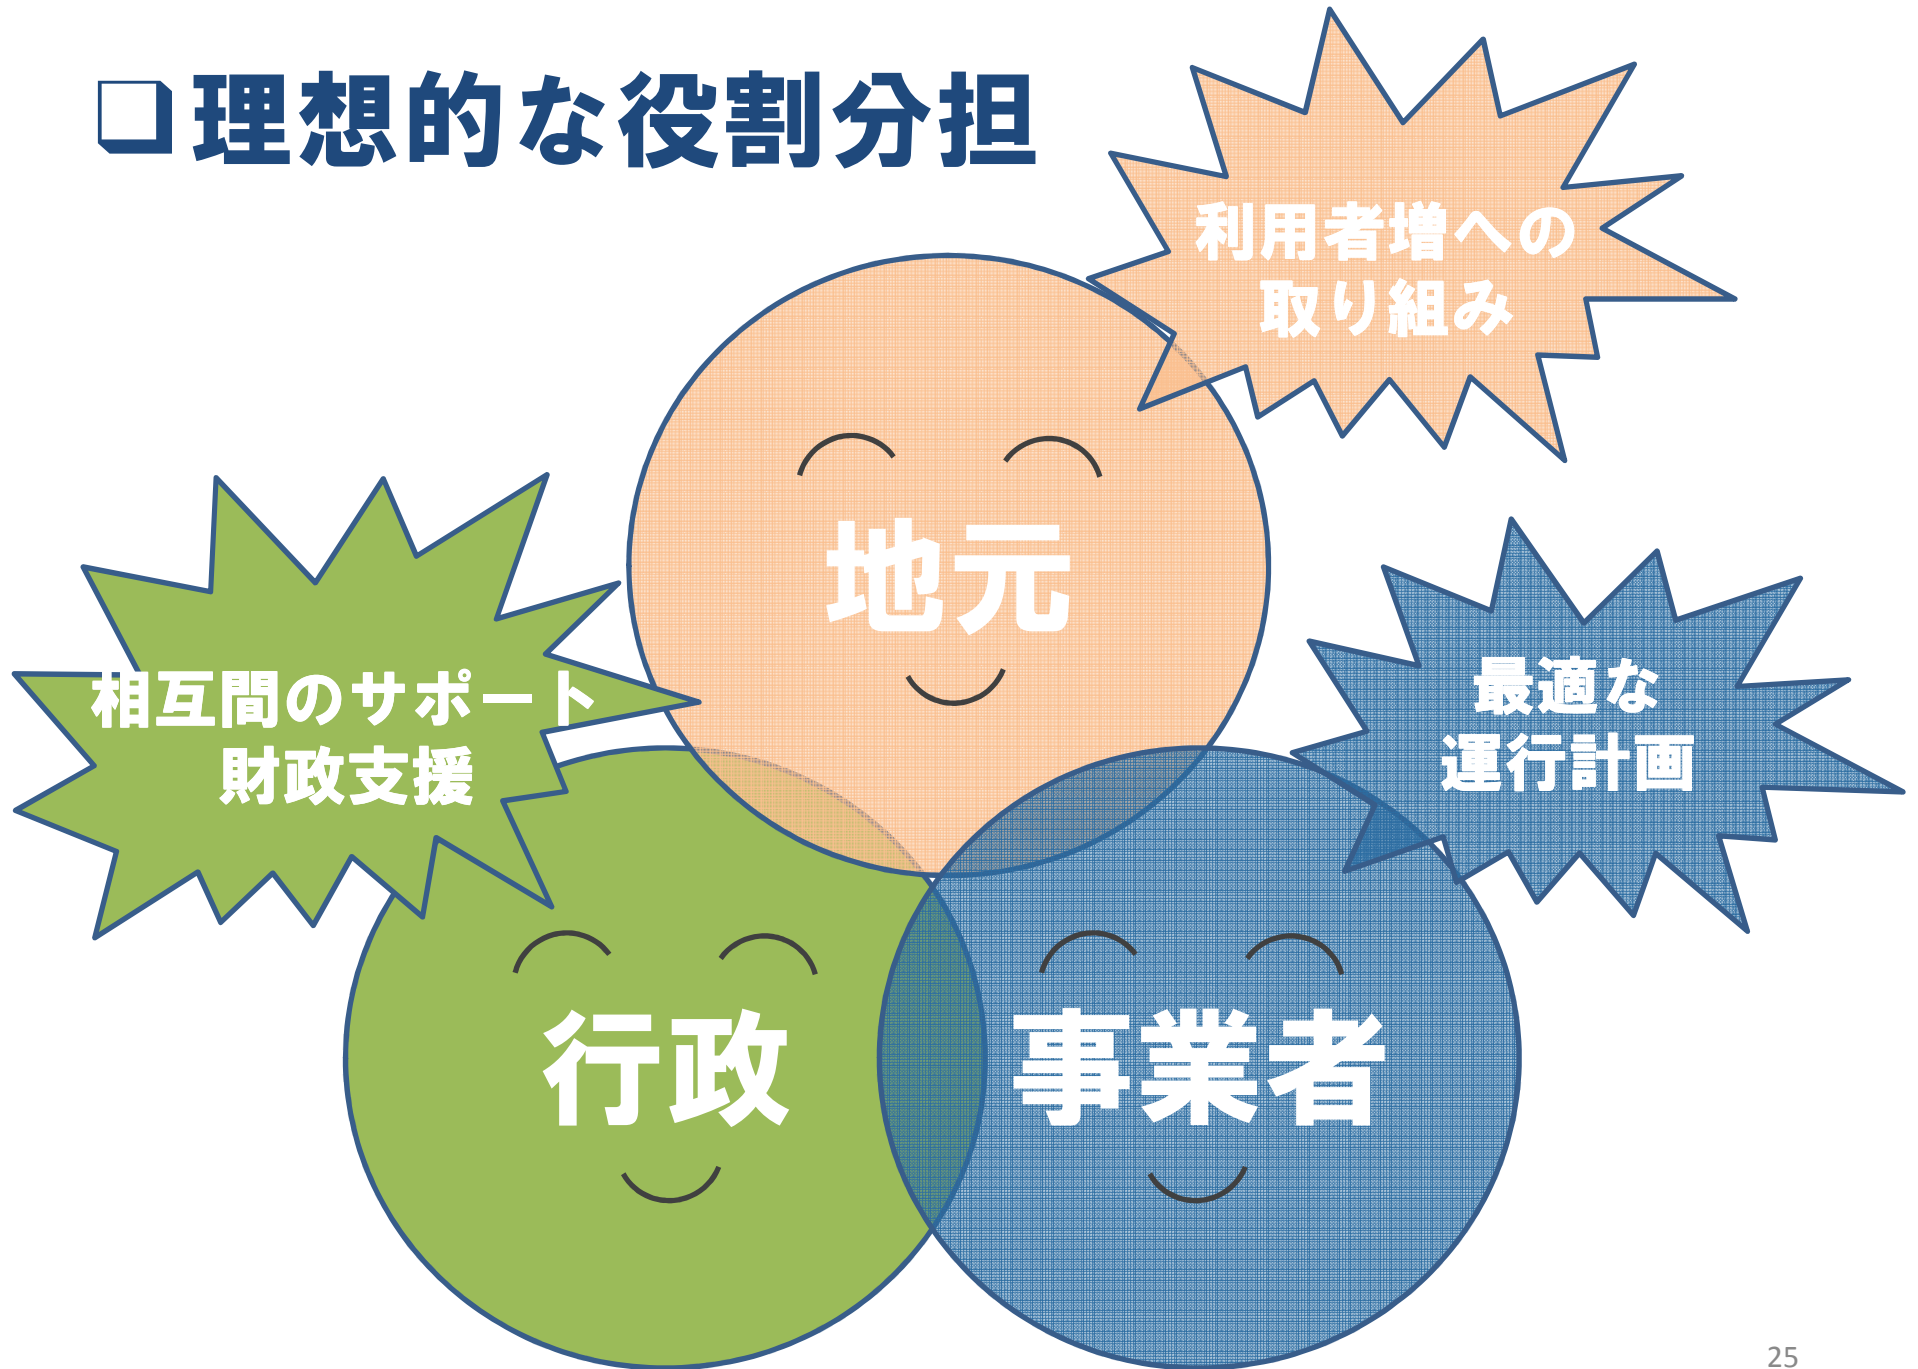 ❑理想的な役割分担
利用者増への
取り組み
地元
相互間のサポート
財政支援
最適な
運行計画
行政
事業者
25